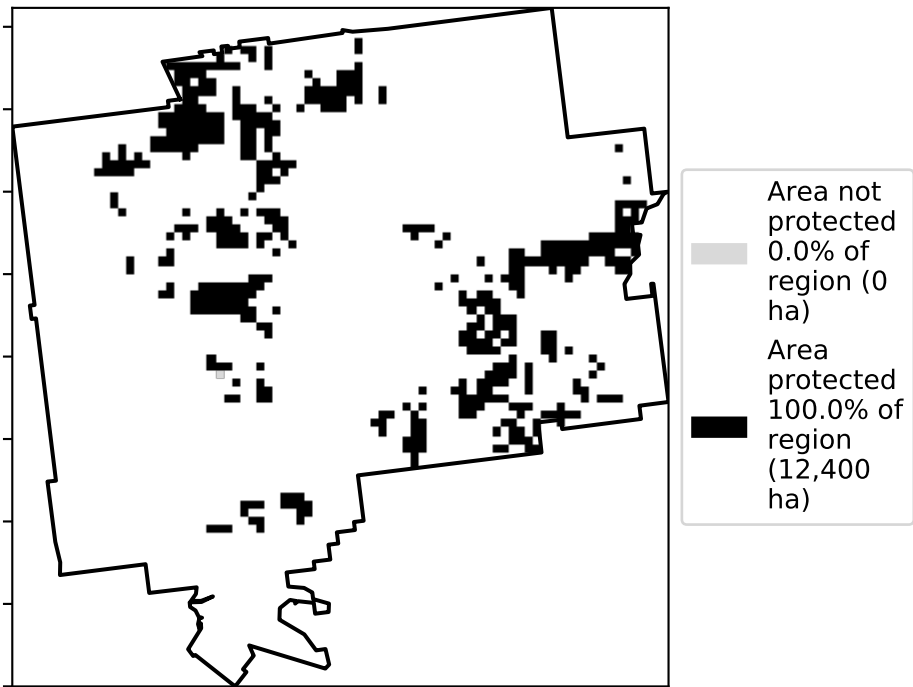 Area not
protected
0.0% of
region (0
ha)
Area
protected
100.0% of
region
(12,400
ha)